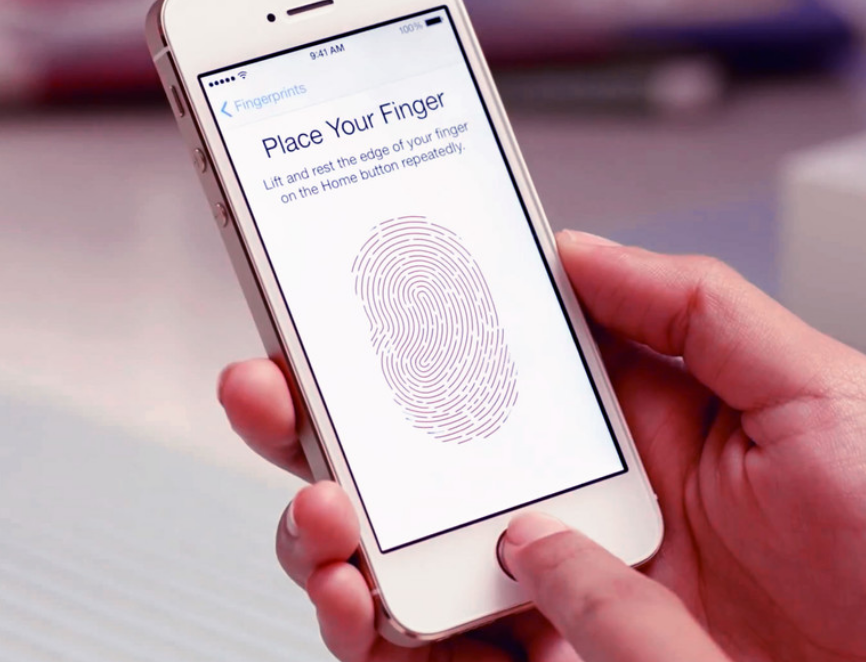 9:41 AM
100%
Fingerprints
Place Your Finger
Lift and rest the edge of your finger
on the Home button repeatedly.